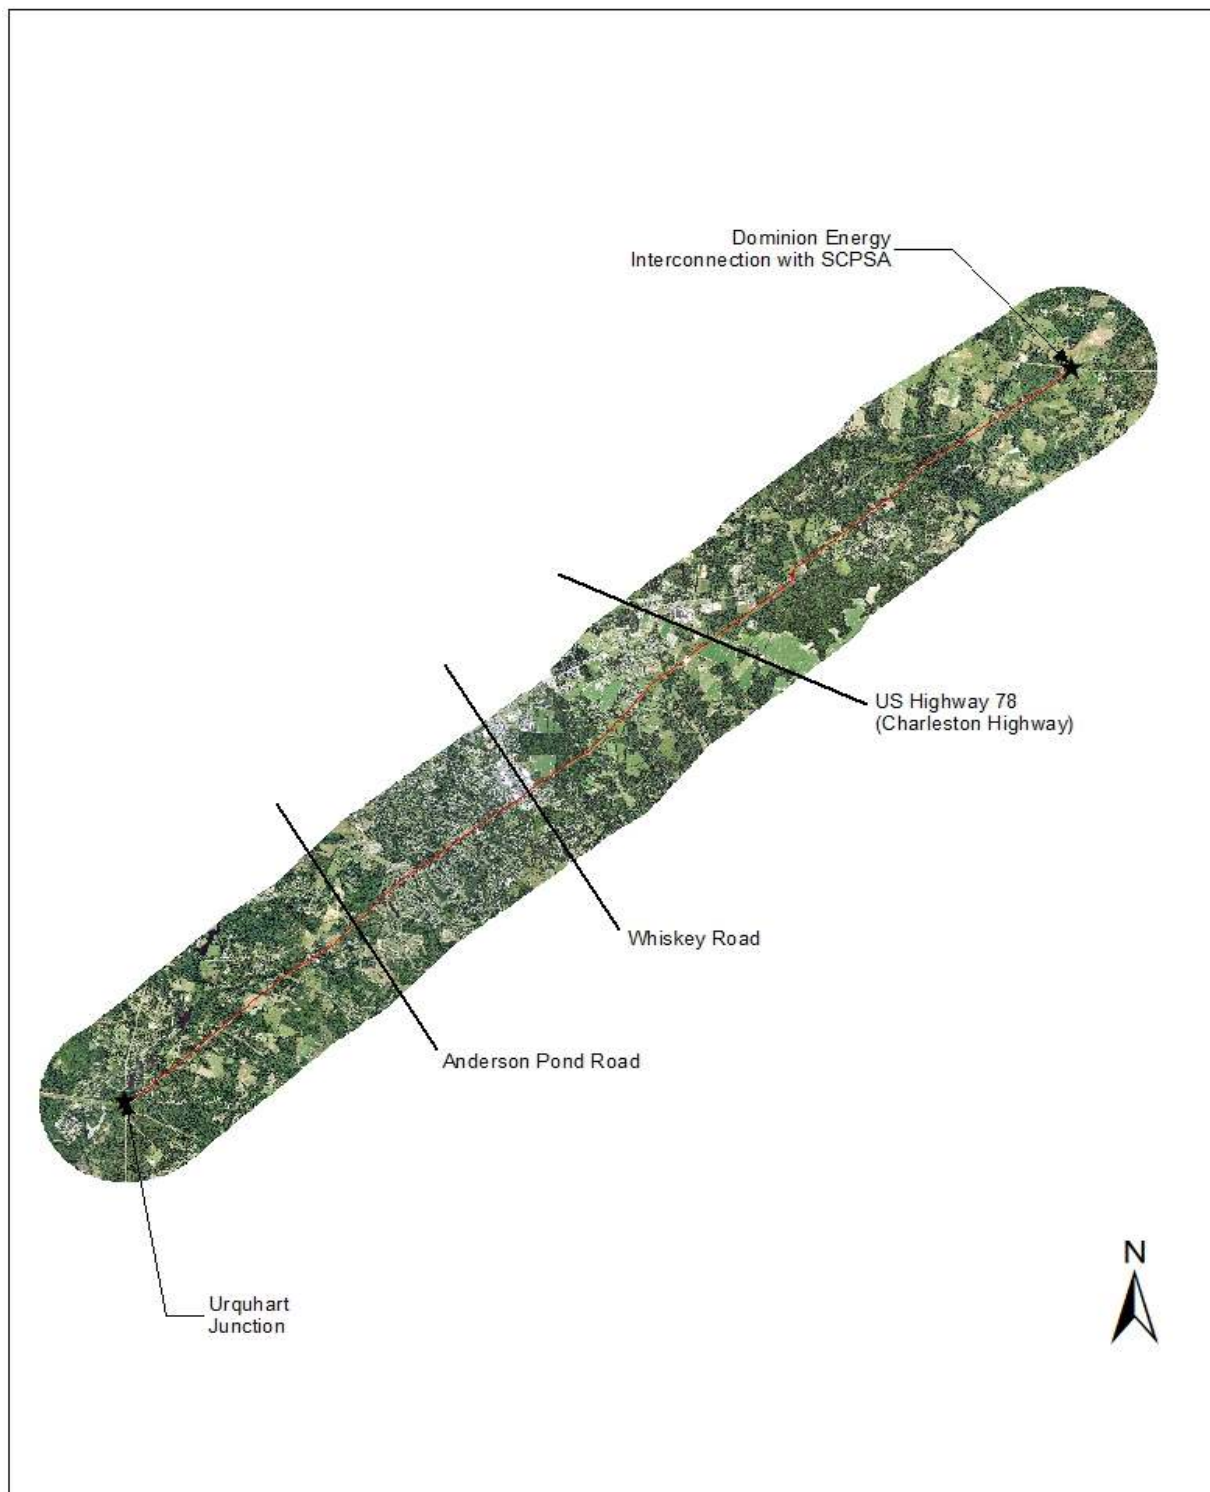 Dominion Energy
Interconnection with SCPSA
US Highway 78
(Charleston Highway)
Whiskey Road
Anderson Pond Road
Urquhart
Junction
N